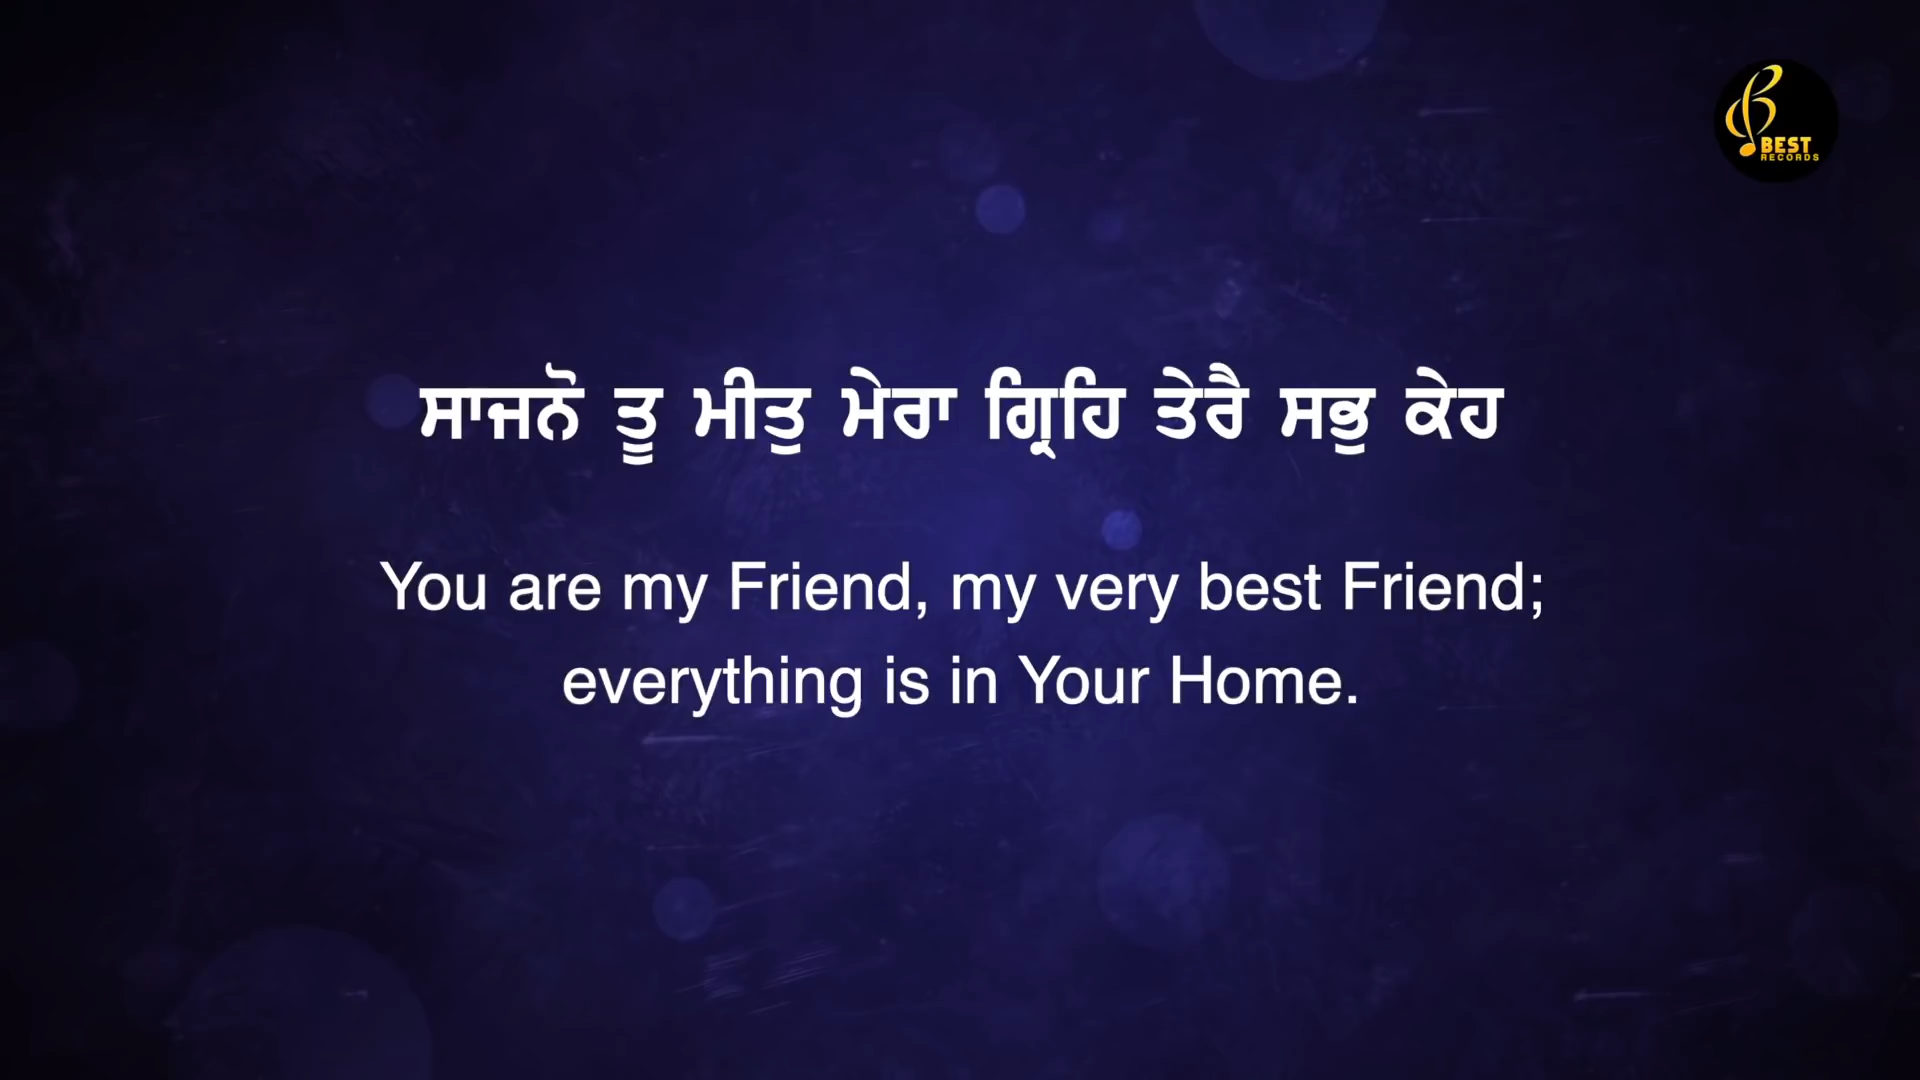 BEST
RECORDS
ਸਾਜਨੋ ਤੂ ਮੀਤੁ ਮੇਰਾ ਗ੍ਰਿਹਿ ਤੇਰੈ ਸਭੁ ਕੇਹ
You are my Friend, my very best Friend;
everything is in Your Home.